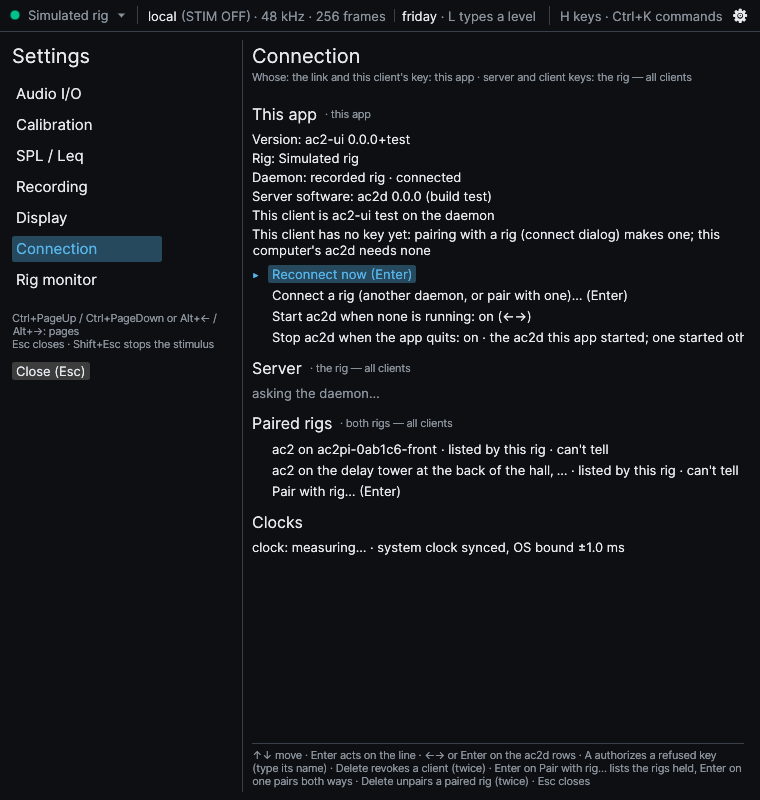 Simulated rig
local (STIM OFF) · 48 kHz · 256 frames
friday · L types a level
H keys · Ctrl+K commands
Settings
Audio I/O
Calibration
SPL / Leq
Recording
Display
Connection
Rig monitor
Ctrl+PageUp / Ctrl+PageDown or Alt+← /
Alt+→: pages
Esc closes · Shift+Esc stops the stimulus
Close (Esc)
Connection
Whose: the link and this client's key: this app · server and client keys: the rig — all clients
This app · this app
Version: ac2-ui 0.0.0+test
Rig: Simulated rig
Daemon: recorded rig · connected
Server software: ac2d 0.0.0 (build test)
This client is ac2-ui test on the daemon
This client has no key yet: pairing with a rig (connect dialog) makes one; this
computer's ac2d needs none
▸ Reconnect now (Enter)
Connect a rig (another daemon, or pair with one)... (Enter)
Start ac2d when none is running: on (←→)
Stop ac2d when the app quits: on · the ac2d this app started; one started oth
Server · the rig — all clients
asking the daemon...
Paired rigs · both rigs — all clients
ac2 on ac2pi-0ab1c6-front · listed by this rig · can't tell
ac2 on the delay tower at the back of the hall, ... · listed by this rig · can't tell
Pair with rig... (Enter)
Clocks
clock: measuring... · system clock synced, OS bound ±1.0 ms
↑↓ move · Enter acts on the line · ←→ or Enter on the ac2d rows · A authorizes a refused key
(type its name) · Delete revokes a client (twice) · Enter on Pair with rig... lists the rigs held, Enter on
one pairs both ways · Delete unpairs a paired rig (twice) · Esc closes